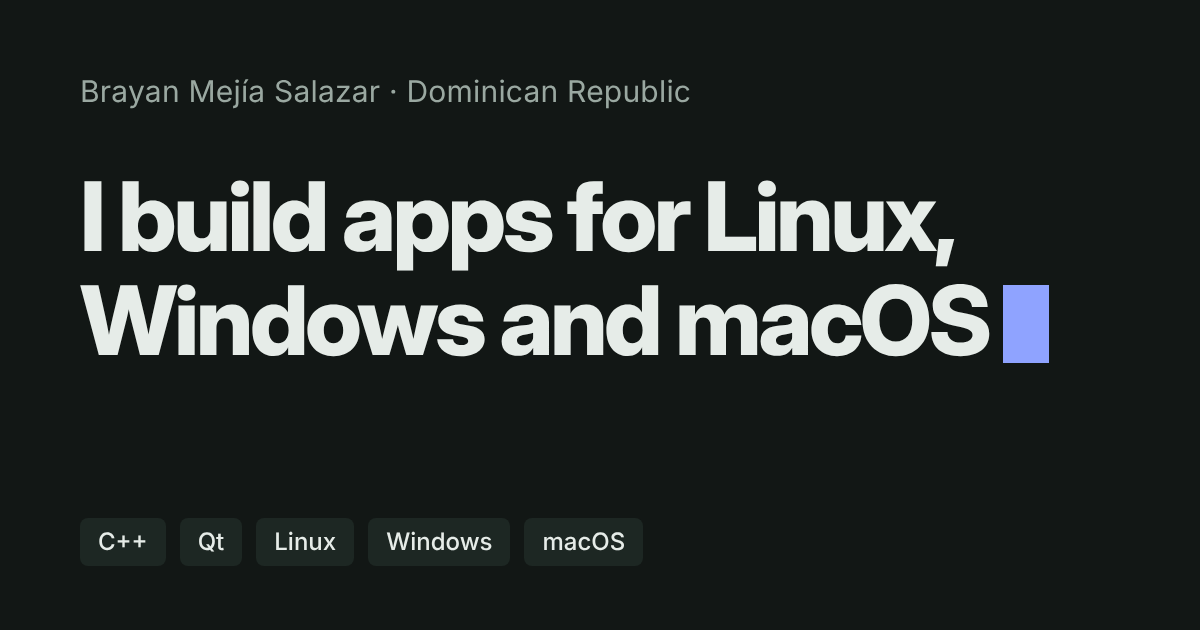 Brayan Mejía Salazar · Dominican Republic
I build apps for Linux,
Windows and macOS
C++ Qt Linux Windows macOS